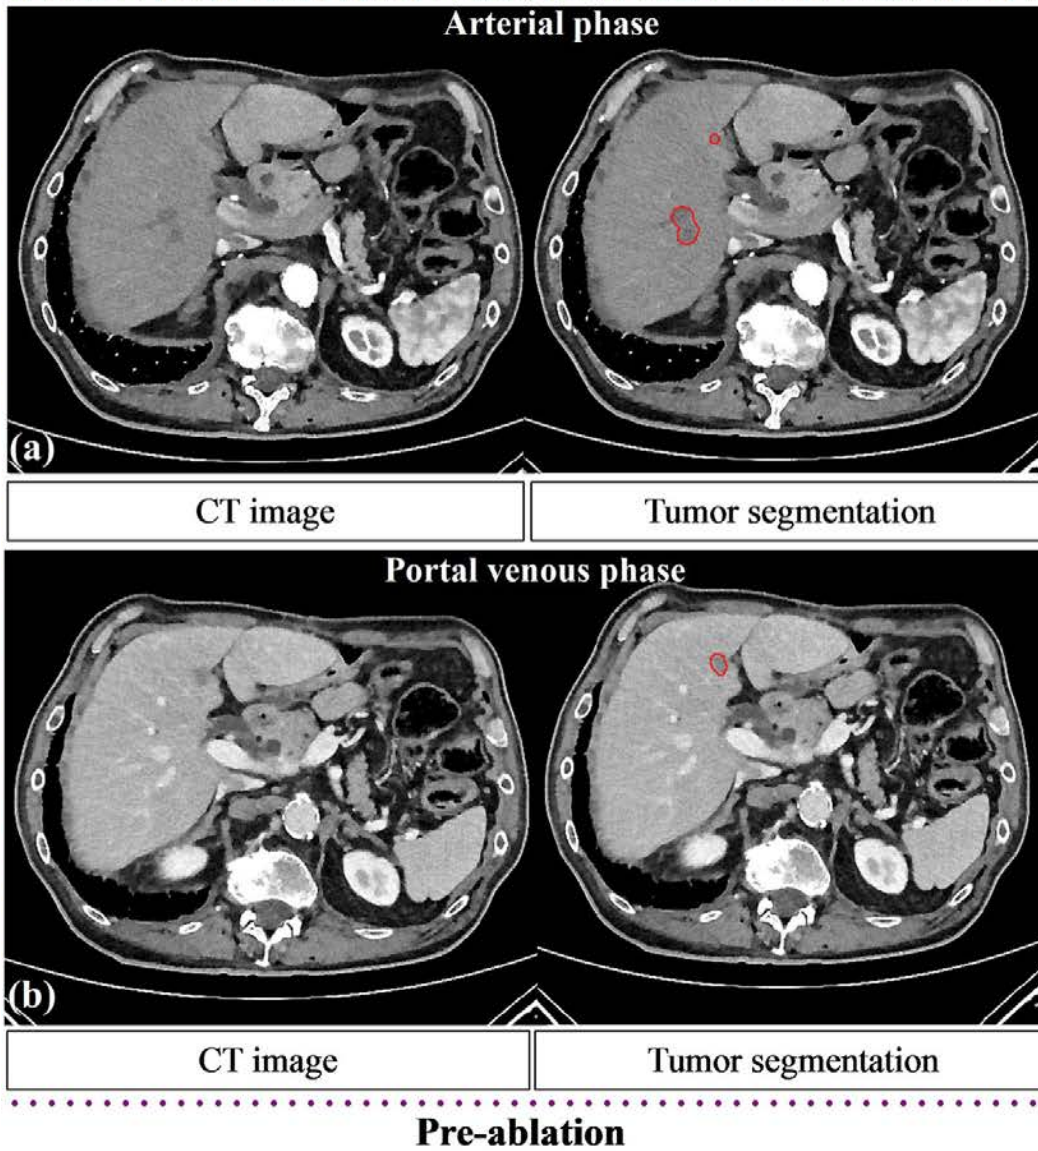 Arterial phase
(a)
CT image
Tumor segmentation
Portal venous phase
(b)
CT image
Tumor segmentation
Pre-ablation